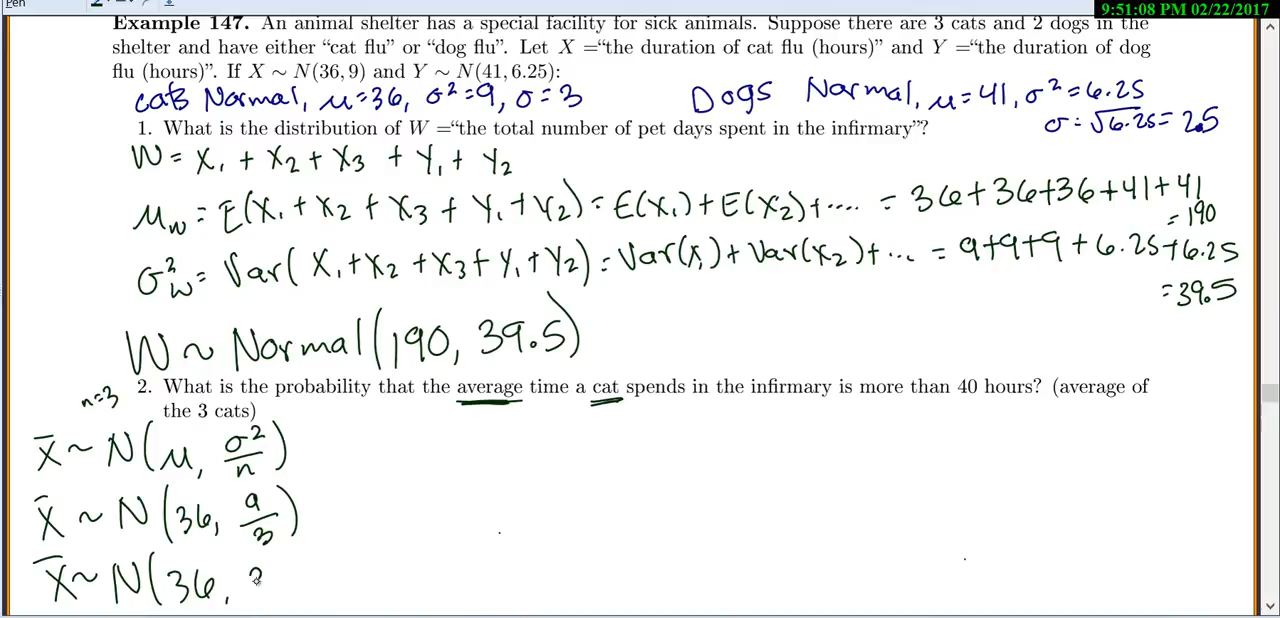 Pen
9:51:08 PM 02/22/2017
Example 147. An animal shelter has a special facility for sick animals. Suppose there are 3 cats and 2 dogs in the
shelter and have either “cat flu” or “dog flu”. Let X =“the duration of cat flu (hours)” and Y =“the duration of dog
flu (hours)”. If X ∼ N(36, 9) and Y ∼ N(41, 6.25):
cats Normal, μ=36, σ²=9, σ=3 Dogs Normal, μ=41, σ²=6.25
σ=√6.25=2.5
1. What is the distribution of W =“the total number of pet days spent in the infirmary”?
W = X₁ + X₂ + X₃ + Y₁ + Y₂
μ_W = E(X₁ + X₂ + X₃ + Y₁ + Y₂) = E(X₁) + E(X₂) + .... = 36+36+36+41+41
=190
σ²_W = Var(X₁+X₂+X₃+Y₁+Y₂) = Var(X₁) + Var(X₂) + ... = 9+9+9+6.25+6.25
=39.5
W ~ Normal(190, 39.5)
2. What is the probability that the average time a cat spends in the infirmary is more than 40 hours? (average of
n=3 the 3 cats)
X̄ ~ N(μ, σ²/n)
X̄ ~ N(36, 9/3)
X̄ ~ N(36, 3